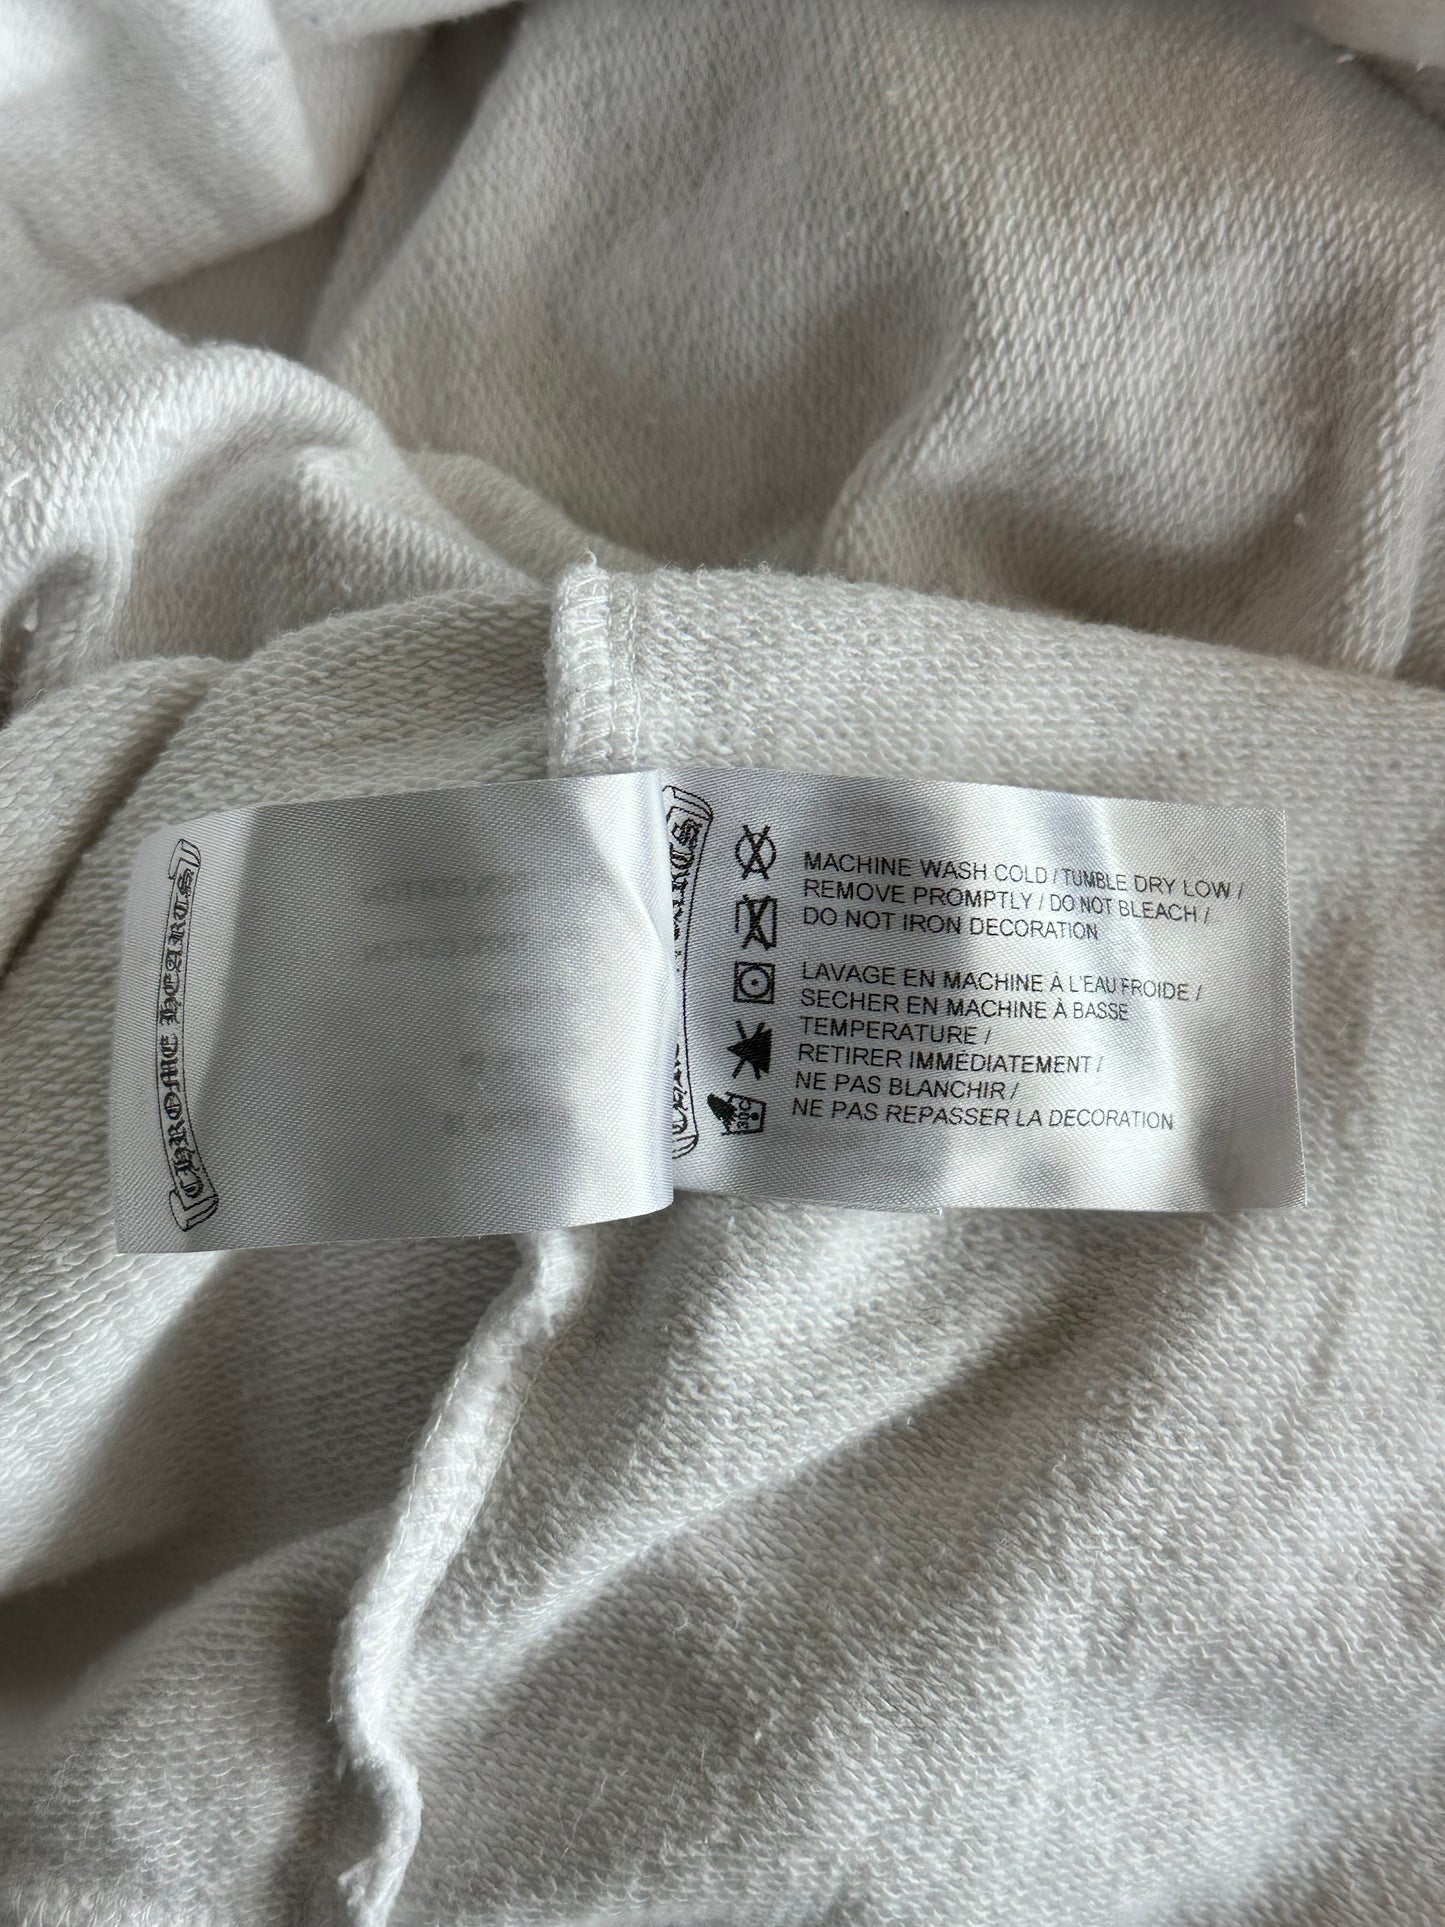 CHROME HEARTS
MACHINE WASH COLD / TUMBLE DRY LOW /
REMOVE PROMPTLY / DO NOT BLEACH /
DO NOT IRON DECORATION
LAVAGE EN MACHINE À L'EAU FROIDE /
SECHER EN MACHINE À BASSE
TEMPERATURE /
RETIRER IMMÉDIATEMENT /
NE PAS BLANCHIR /
NE PAS REPASSER LA DECORATION
30C